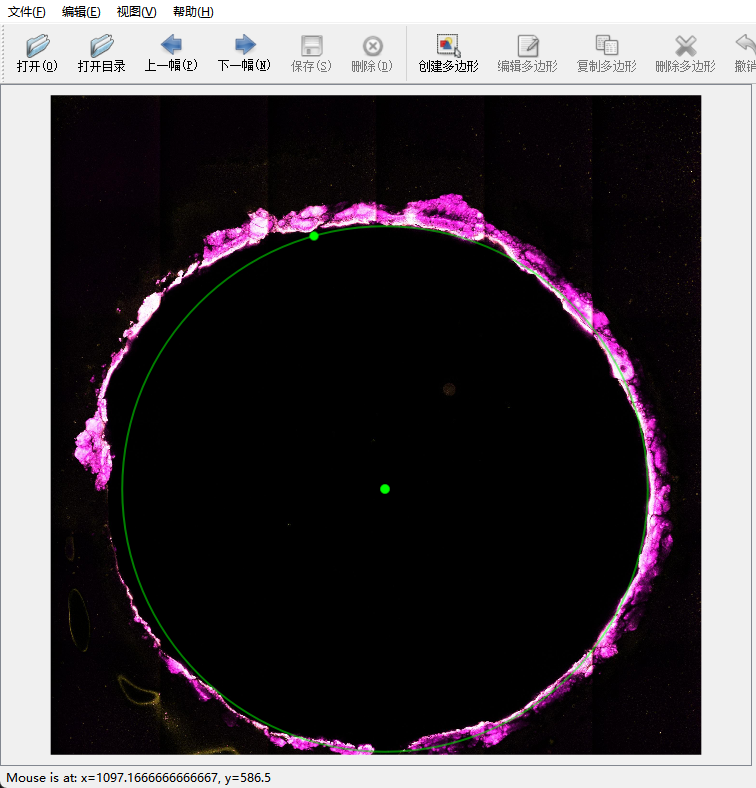 文件(F) 编辑(E) 视图(V) 帮助(H)
打开(O) 打开目录 上一幅(P) 下一幅(N) 保存(S) 删除(D) 创建多边形 编辑多边形 复制多边形 删除多边形 撤销
Mouse is at: x=1097.1666666666667, y=586.5